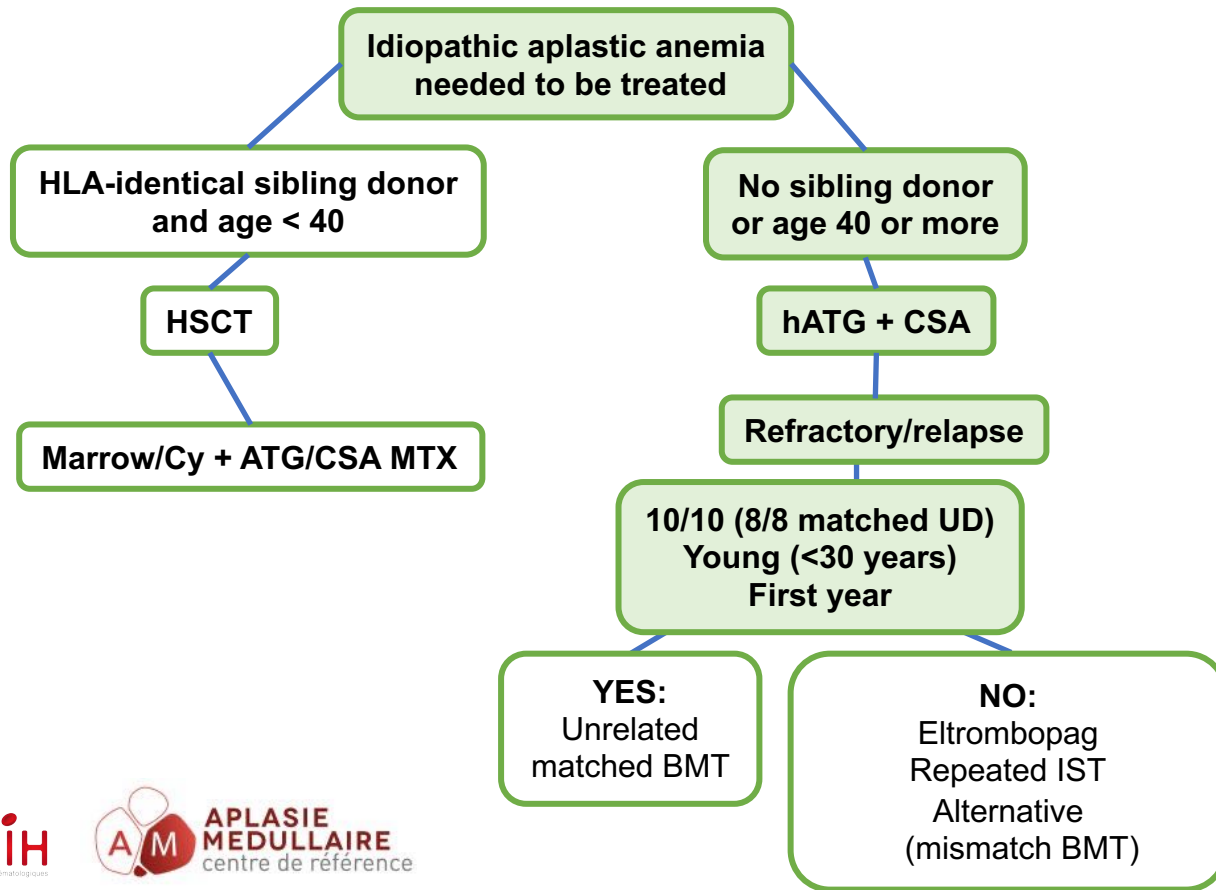 Idiopathic aplastic anemia
needed to be treated
HLA-identical sibling donor
and age < 40
No sibling donor
or age 40 or more
HSCT
hATG + CSA
Marrow/Cy + ATG/CSA MTX
Refractory/relapse
10/10 (8/8 matched UD)
Young (<30 years)
First year
YES:
Unrelated
matched BMT
NO:
Eltrombopag
Repeated IST
Alternative
(mismatch BMT)
iH
ématologiques
AM
APLASIE
MEDULLAIRE
centre de référence